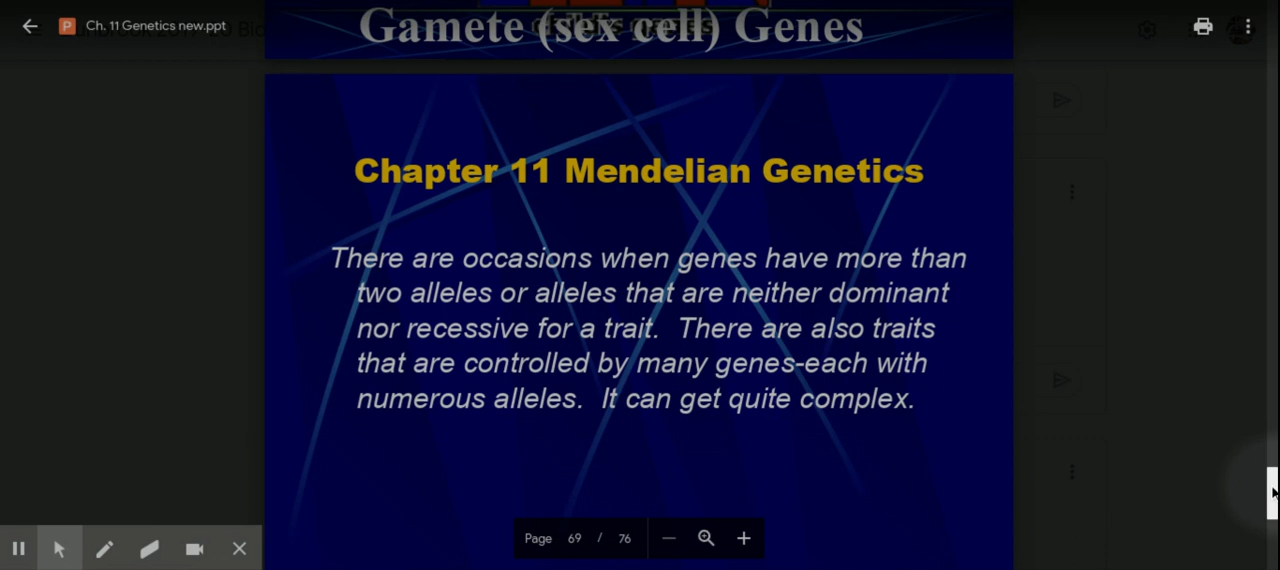 Ch. 11 Genetics new.ppt
Gamete (sex cell) Genes
Chapter 11 Mendelian Genetics
There are occasions when genes have more than
two alleles or alleles that are neither dominant
nor recessive for a trait. There are also traits
that are controlled by many genes-each with
numerous alleles. It can get quite complex.
Page 69 / 76